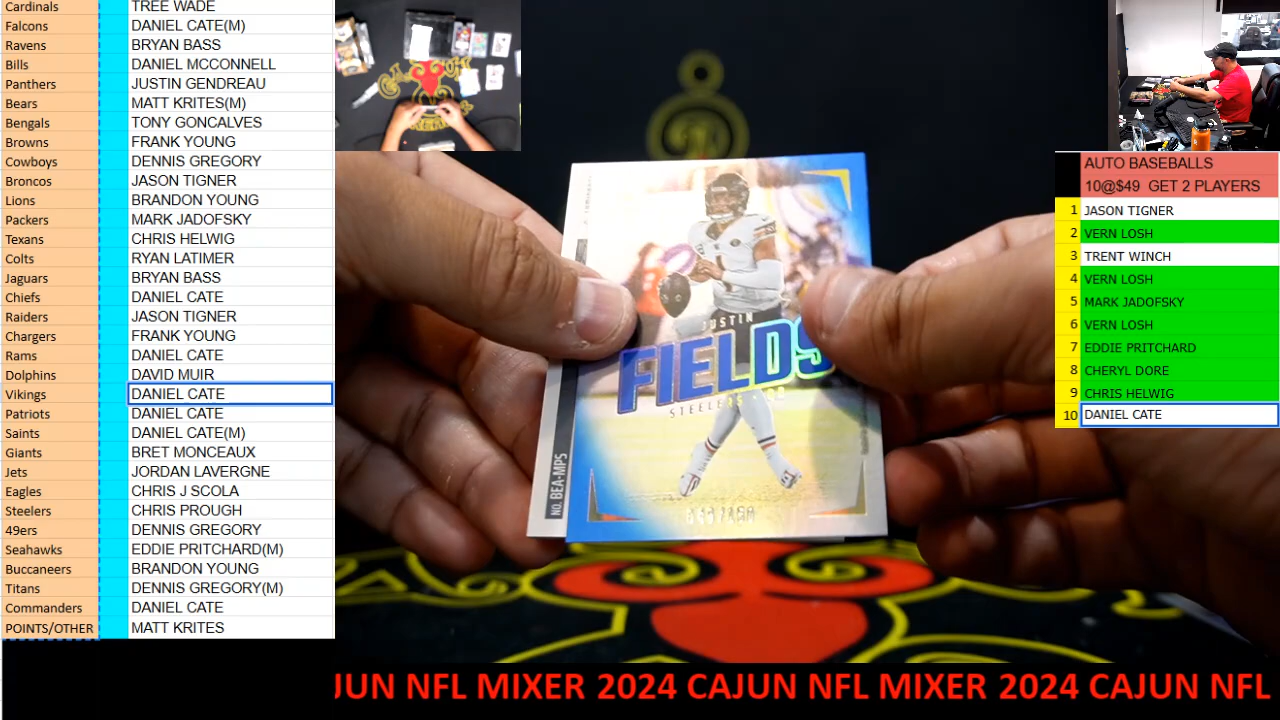 Cardinals TREE WADE
Falcons DANIEL CATE(M)
Ravens BRYAN BASS
Bills DANIEL MCCONNELL
Panthers JUSTIN GENDREAU
Bears MATT KRITES(M)
Bengals TONY GONCALVES
Browns FRANK YOUNG
Cowboys DENNIS GREGORY
Broncos JASON TIGNER
Lions BRANDON YOUNG
Packers MARK JADOFSKY
Texans CHRIS HELWIG
Colts RYAN LATIMER
Jaguars BRYAN BASS
Chiefs DANIEL CATE
Raiders JASON TIGNER
Chargers FRANK YOUNG
Rams DANIEL CATE
Dolphins DAVID MUIR
Vikings DANIEL CATE
Patriots DANIEL CATE
Saints DANIEL CATE(M)
Giants BRET MONCEAUX
Jets JORDAN LAVERGNE
Eagles CHRIS J SCOLA
Steelers CHRIS PROUGH
49ers DENNIS GREGORY
Seahawks EDDIE PRITCHARD(M)
Buccaneers BRANDON YOUNG
Titans DENNIS GREGORY(M)
Commanders DANIEL CATE
POINTS/OTHER MATT KRITES
JUSTIN
FIELDS
STEELERS • QB
NO. BEA-MPS
AUTO BASEBALLS
10@$49 GET 2 PLAYERS
1 JASON TIGNER
2 VERN LOSH
3 TRENT WINCH
4 VERN LOSH
5 MARK JADOFSKY
6 VERN LOSH
7 EDDIE PRITCHARD
8 CHERYL DORE
9 CHRIS HELWIG
10 DANIEL CATE
JUN NFL MIXER 2024 CAJUN NFL MIXER 2024 CAJUN NFL